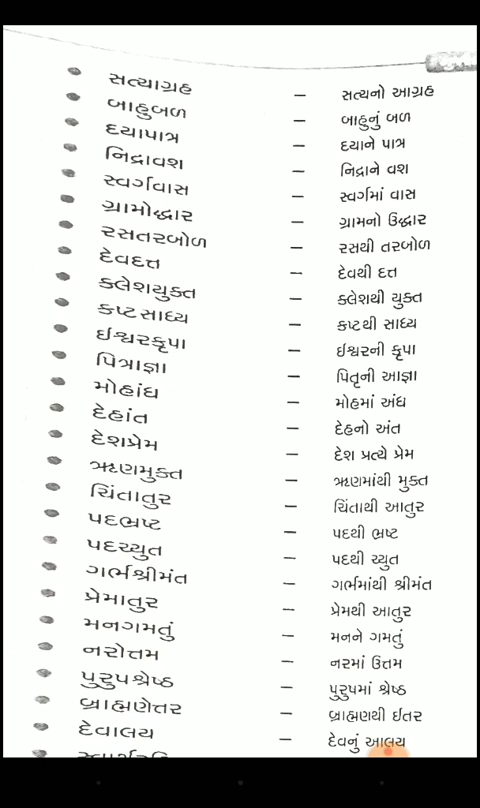 સત્યાગ્રહ – સત્યનો આગ્રહ
બાહુબળ – બાહુનું બળ
દયાપાત્ર – દયાને પાત્ર
નિદ્રાવશ – નિદ્રાને વશ
સ્વર્ગવાસ – સ્વર્ગમાં વાસ
ગ્રામોદ્ધાર – ગ્રામનો ઉદ્ધાર
રસતરબોળ – રસથી તરબોળ
દેવદત્ત – દેવથી દત્ત
ક્લેશયુક્ત – ક્લેશથી યુક્ત
કષ્ટસાધ્ય – કષ્ટથી સાધ્ય
ઈશ્વરકૃપા – ઈશ્વરની કૃપા
પિત્રાજ્ઞા – પિતૃની આજ્ઞા
મોહાંધ – મોહમાં અંધ
દેહાંત – દેહનો અંત
દેશપ્રેમ – દેશ પ્રત્યે પ્રેમ
ઋણમુક્ત – ઋણમાંથી મુક્ત
ચિંતાતુર – ચિંતાથી આતુર
પદભ્રષ્ટ – પદથી ભ્રષ્ટ
પદચ્યુત – પદથી ચ્યુત
ગર્ભશ્રીમંત – ગર્ભમાંથી શ્રીમંત
પ્રેમાતુર – પ્રેમથી આતુર
મનગમતું – મનને ગમતું
નરોત્તમ – નરમાં ઉત્તમ
પુરુષશ્રેષ્ઠ – પુરુષમાં શ્રેષ્ઠ
બ્રાહ્મણેત્તર – બ્રાહ્મણથી ઈતર
દેવાલય – દેવનું આલય